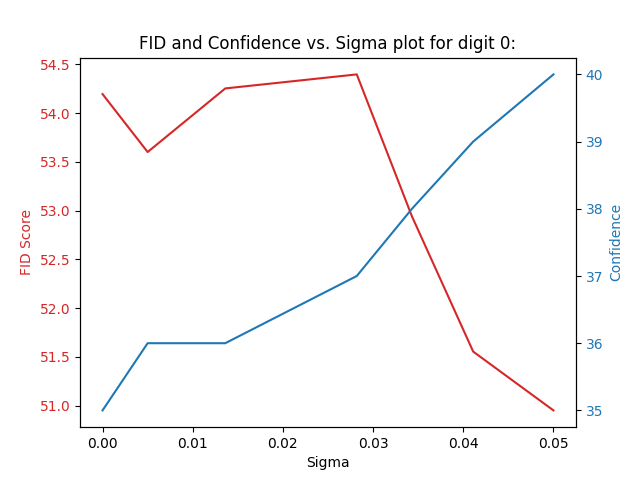 FID and Confidence vs. Sigma plot for digit 0:
54.5
54.0
53.5
53.0
52.5
52.0
51.5
51.0
FID Score
40
39
38
37
36
35
Confidence
0.00 0.01 0.02 0.03 0.04 0.05
Sigma